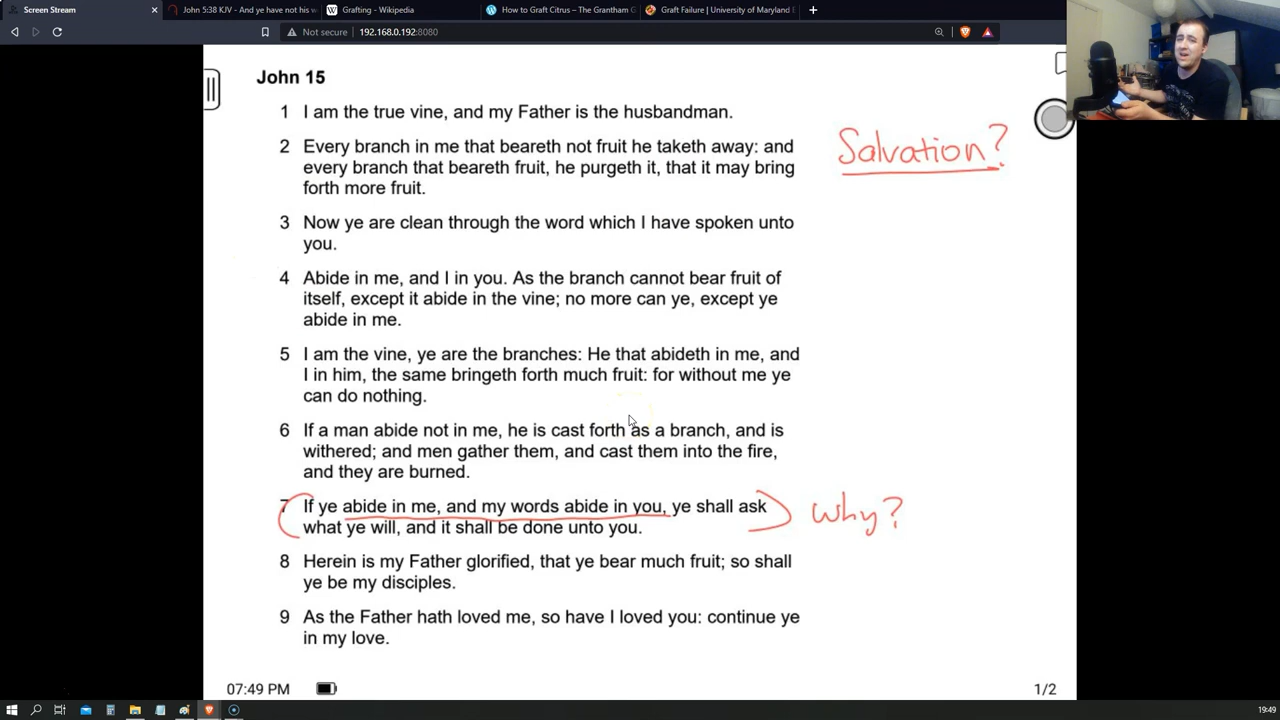 Screen Stream
John 5:38 KJV - And ye have not his w
Grafting - Wikipedia
How to Graft Citrus – The Grantham G
Graft Failure | University of Maryland E
Not secure
192.168.0.192:8080
John 15
1 I am the true vine, and my Father is the husbandman.
2 Every branch in me that beareth not fruit he taketh away: and
every branch that beareth fruit, he purgeth it, that it may bring
forth more fruit.
Salvation?
3 Now ye are clean through the word which I have spoken unto
you.
4 Abide in me, and I in you. As the branch cannot bear fruit of
itself, except it abide in the vine; no more can ye, except ye
abide in me.
5 I am the vine, ye are the branches: He that abideth in me, and
I in him, the same bringeth forth much fruit: for without me ye
can do nothing.
6 If a man abide not in me, he is cast forth as a branch, and is
withered; and men gather them, and cast them into the fire,
and they are burned.
7 If ye abide in me, and my words abide in you, ye shall ask
what ye will, and it shall be done unto you.
Why?
8 Herein is my Father glorified, that ye bear much fruit; so shall
ye be my disciples.
9 As the Father hath loved me, so have I loved you: continue ye
in my love.
07:49 PM
1/2
19:49